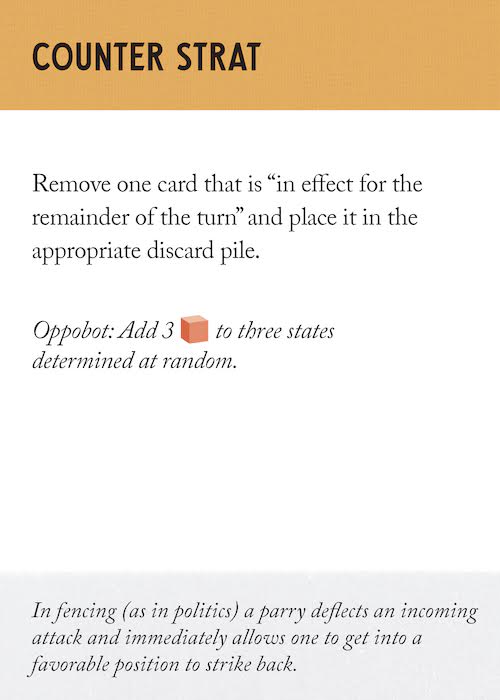 COUNTER STRAT
Remove one card that is “in effect for the
remainder of the turn” and place it in the
appropriate discard pile.
Oppobot: Add 3 to three states
determined at random.
In fencing (as in politics) a parry deflects an incoming
attack and immediately allows one to get into a
favorable position to strike back.